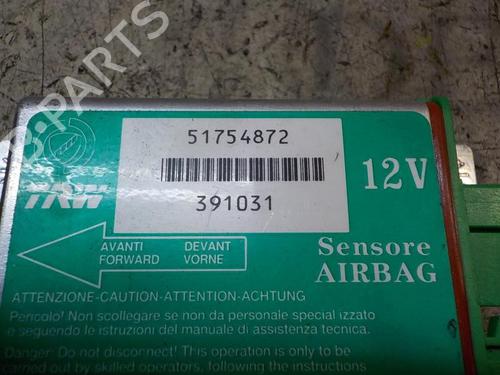 51754872
12V
TRW
391031
AVANTI DEVANT
FORWARD VORNE
Sensore
AIRBAG
ATTENZIONE-CAUTION-ATTENTION-ACHTUNG
Pericolo! Non scollegare se non da personale special izzato
e seguendo le istruzioni del manuale di assistenza tecnica.
Danger: Do not disconnect! This operation is only to be
carried out by skilled operators, following the instructions